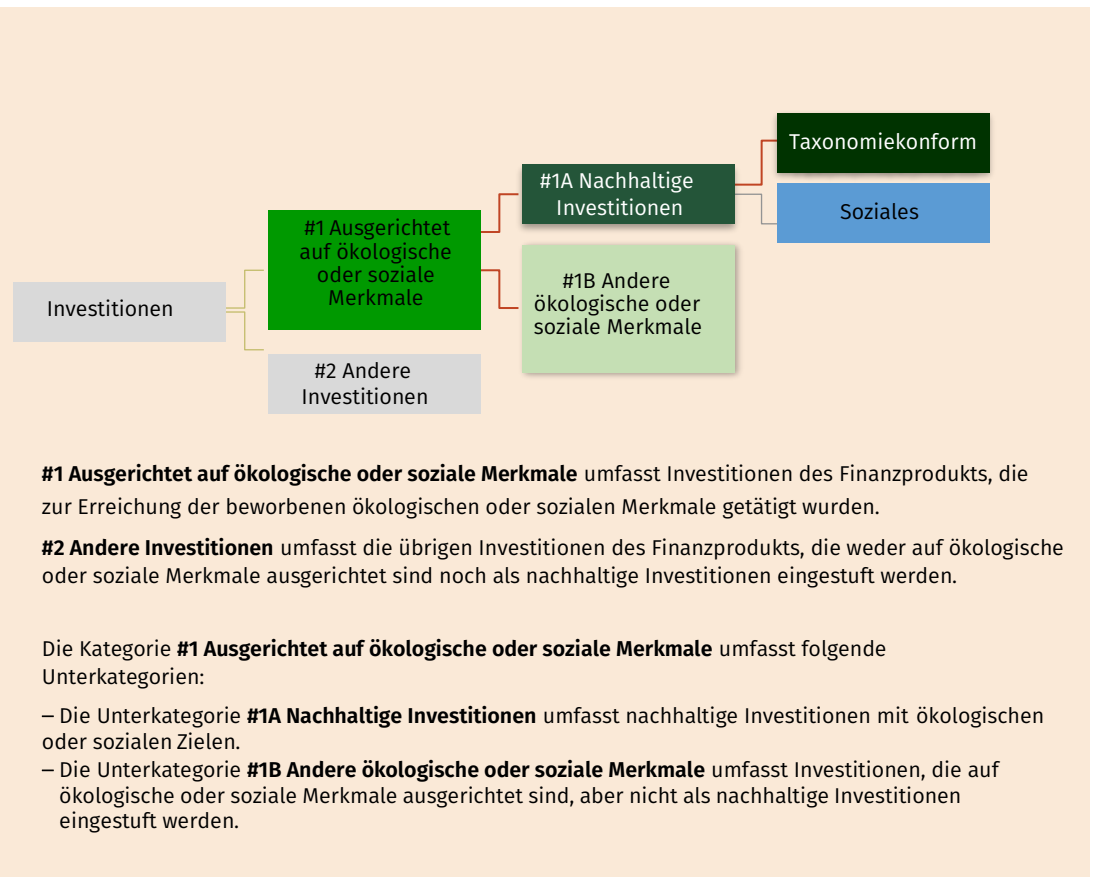 Taxonomiekonform
#1A Nachhaltige
Investitionen
Soziales
#1 Ausgerichtet
auf ökologische
oder soziale
Merkmale
#1B Andere
ökologische oder
soziale Merkmale
Investitionen
#2 Andere
Investitionen
#1 Ausgerichtet auf ökologische oder soziale Merkmale umfasst Investitionen des Finanzprodukts, die
zur Erreichung der beworbenen ökologischen oder sozialen Merkmale getätigt wurden.
#2 Andere Investitionen umfasst die übrigen Investitionen des Finanzprodukts, die weder auf ökologische
oder soziale Merkmale ausgerichtet sind noch als nachhaltige Investitionen eingestuft werden.
Die Kategorie #1 Ausgerichtet auf ökologische oder soziale Merkmale umfasst folgende
Unterkategorien:
– Die Unterkategorie #1A Nachhaltige Investitionen umfasst nachhaltige Investitionen mit ökologischen
oder sozialen Zielen.
– Die Unterkategorie #1B Andere ökologische oder soziale Merkmale umfasst Investitionen, die auf
ökologische oder soziale Merkmale ausgerichtet sind, aber nicht als nachhaltige Investitionen
eingestuft werden.